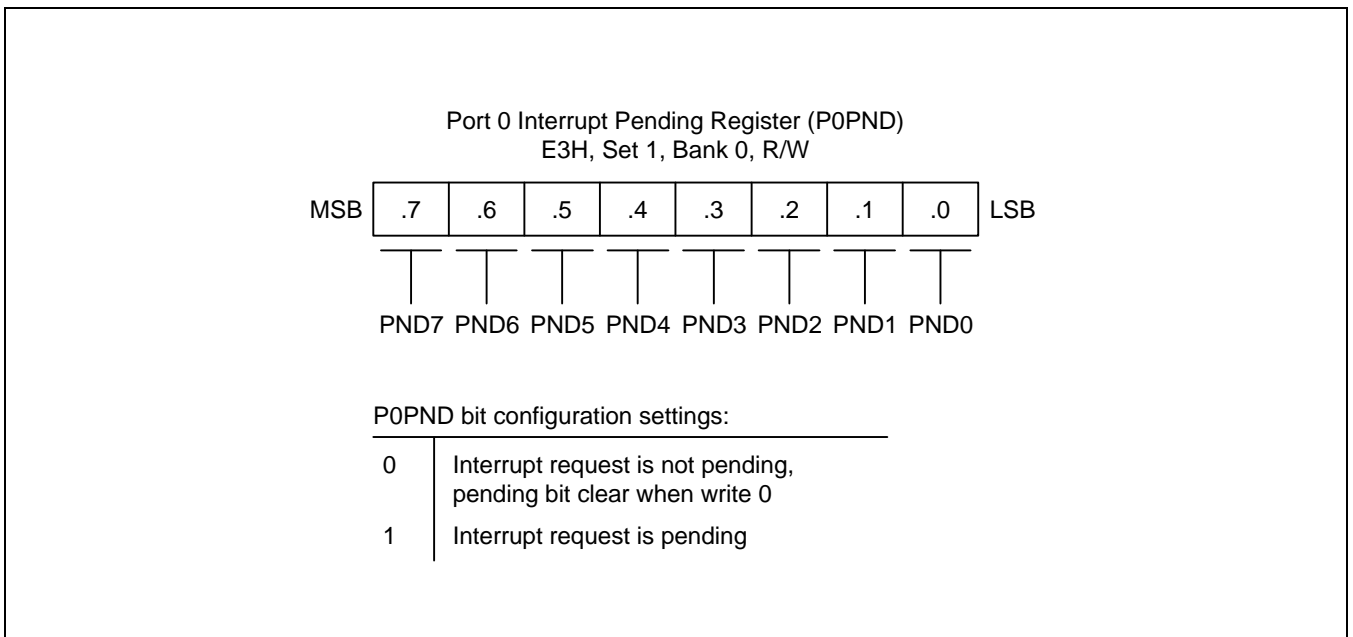 Port 0 Interrupt Pending Register (P0PND)
E3H, Set 1, Bank 0, R/W
MSB .7 .6 .5 .4 .3 .2 .1 .0 LSB
PND7 PND6 PND5 PND4 PND3 PND2 PND1 PND0
P0PND bit configuration settings:
0 Interrupt request is not pending,
pending bit clear when write 0
1 Interrupt request is pending